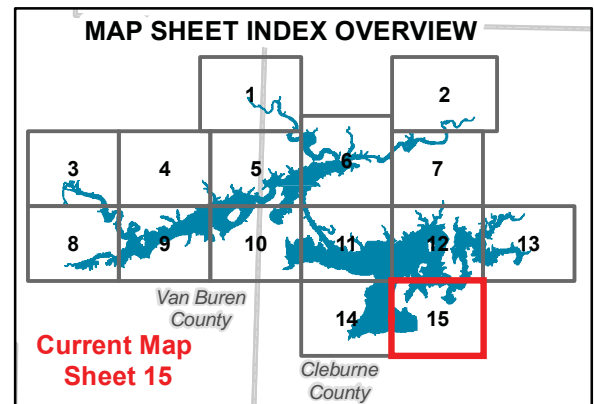 MAP SHEET INDEX OVERVIEW
1
2
3
4
5
6
7
8
9
10
11
12
13
Van Buren
County
14
15
Current Map
Sheet 15
Cleburne
County